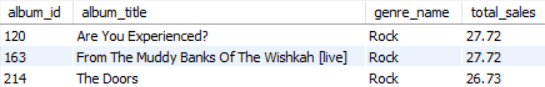 album_id album_title genre_name total_sales
120 Are You Experienced? Rock 27.72
163 From The Muddy Banks Of The Wishkah [live] Rock 27.72
214 The Doors Rock 26.73